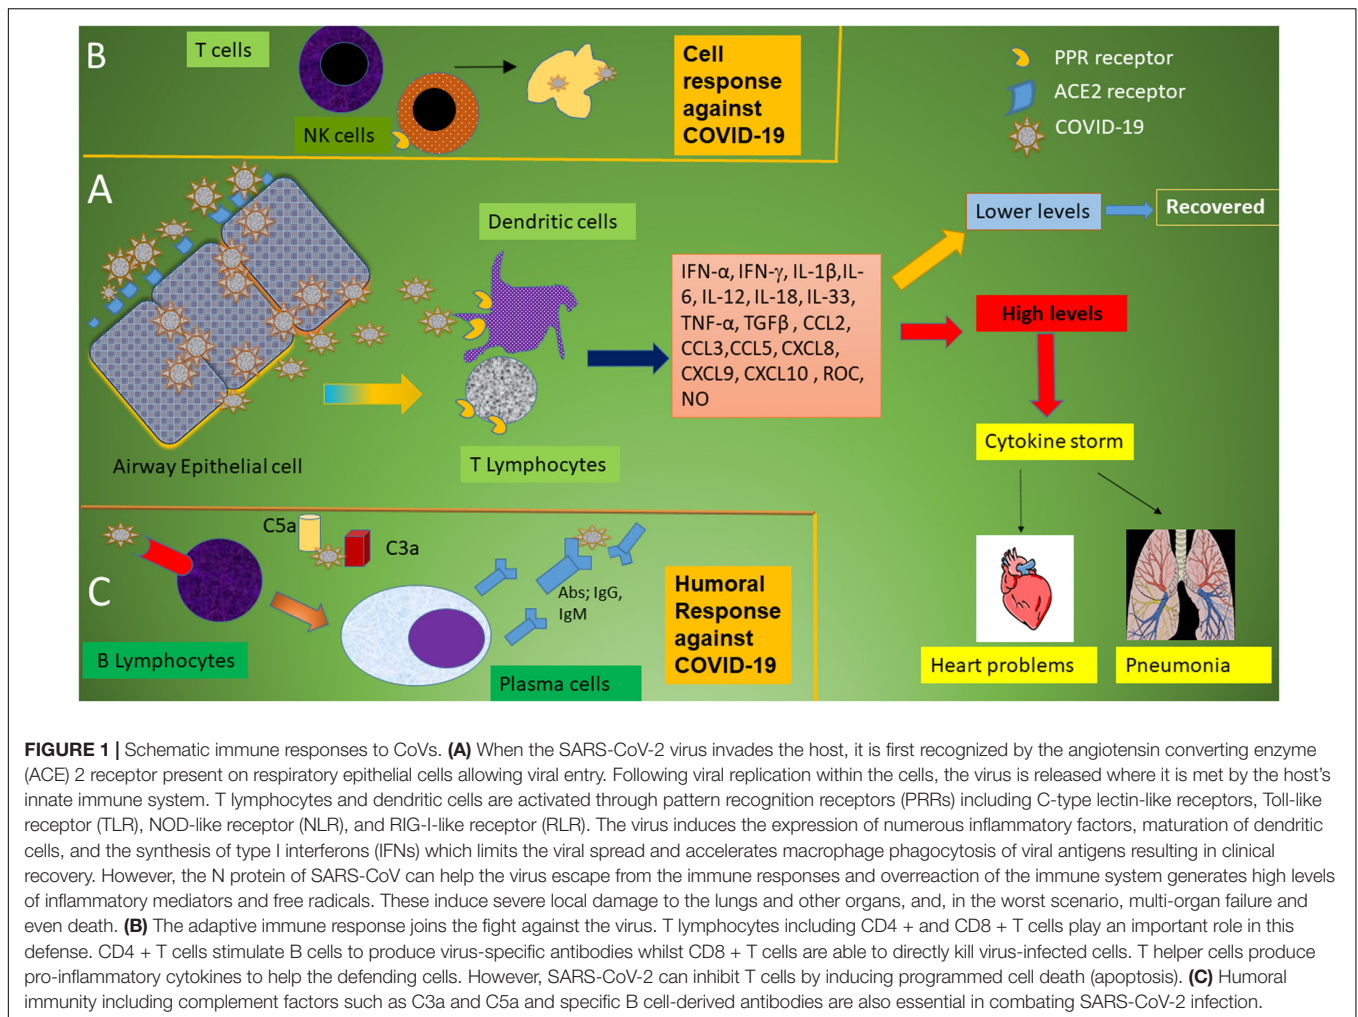 B
T cells
NK cells
Cell
response
against
COVID-19
PPR receptor
ACE2 receptor
COVID-19
A
Dendritic cells
Airway Epithelial cell
T Lymphocytes
IFN-α, IFN-γ, IL-1β,IL-
6, IL-12, IL-18, IL-33,
TNF-α, TGFβ , CCL2,
CCL3,CCL5, CXCL8,
CXCL9, CXCL10 , ROC,
NO
Lower levels
Recovered
High levels
Cytokine storm
Heart problems
Pneumonia
C
C5a
C3a
B Lymphocytes
Abs; IgG,
IgM
Plasma cells
Humoral
Response
against
COVID-19
FIGURE 1 | Schematic immune responses to CoVs. (A) When the SARS-CoV-2 virus invades the host, it is first recognized by the angiotensin converting enzyme
(ACE) 2 receptor present on respiratory epithelial cells allowing viral entry. Following viral replication within the cells, the virus is released where it is met by the host's
innate immune system. T lymphocytes and dendritic cells are activated through pattern recognition receptors (PRRs) including C-type lectin-like receptors, Toll-like
receptor (TLR), NOD-like receptor (NLR), and RIG-I-like receptor (RLR). The virus induces the expression of numerous inflammatory factors, maturation of dendritic
cells, and the synthesis of type I interferons (IFNs) which limits the viral spread and accelerates macrophage phagocytosis of viral antigens resulting in clinical
recovery. However, the N protein of SARS-CoV can help the virus escape from the immune responses and overreaction of the immune system generates high levels
of inflammatory mediators and free radicals. These induce severe local damage to the lungs and other organs, and, in the worst scenario, multi-organ failure and
even death. (B) The adaptive immune response joins the fight against the virus. T lymphocytes including CD4 + and CD8 + T cells play an important role in this
defense. CD4 + T cells stimulate B cells to produce virus-specific antibodies whilst CD8 + T cells are able to directly kill virus-infected cells. T helper cells produce
pro-inflammatory cytokines to help the defending cells. However, SARS-CoV-2 can inhibit T cells by inducing programmed cell death (apoptosis). (C) Humoral
immunity including complement factors such as C3a and C5a and specific B cell-derived antibodies are also essential in combating SARS-CoV-2 infection.